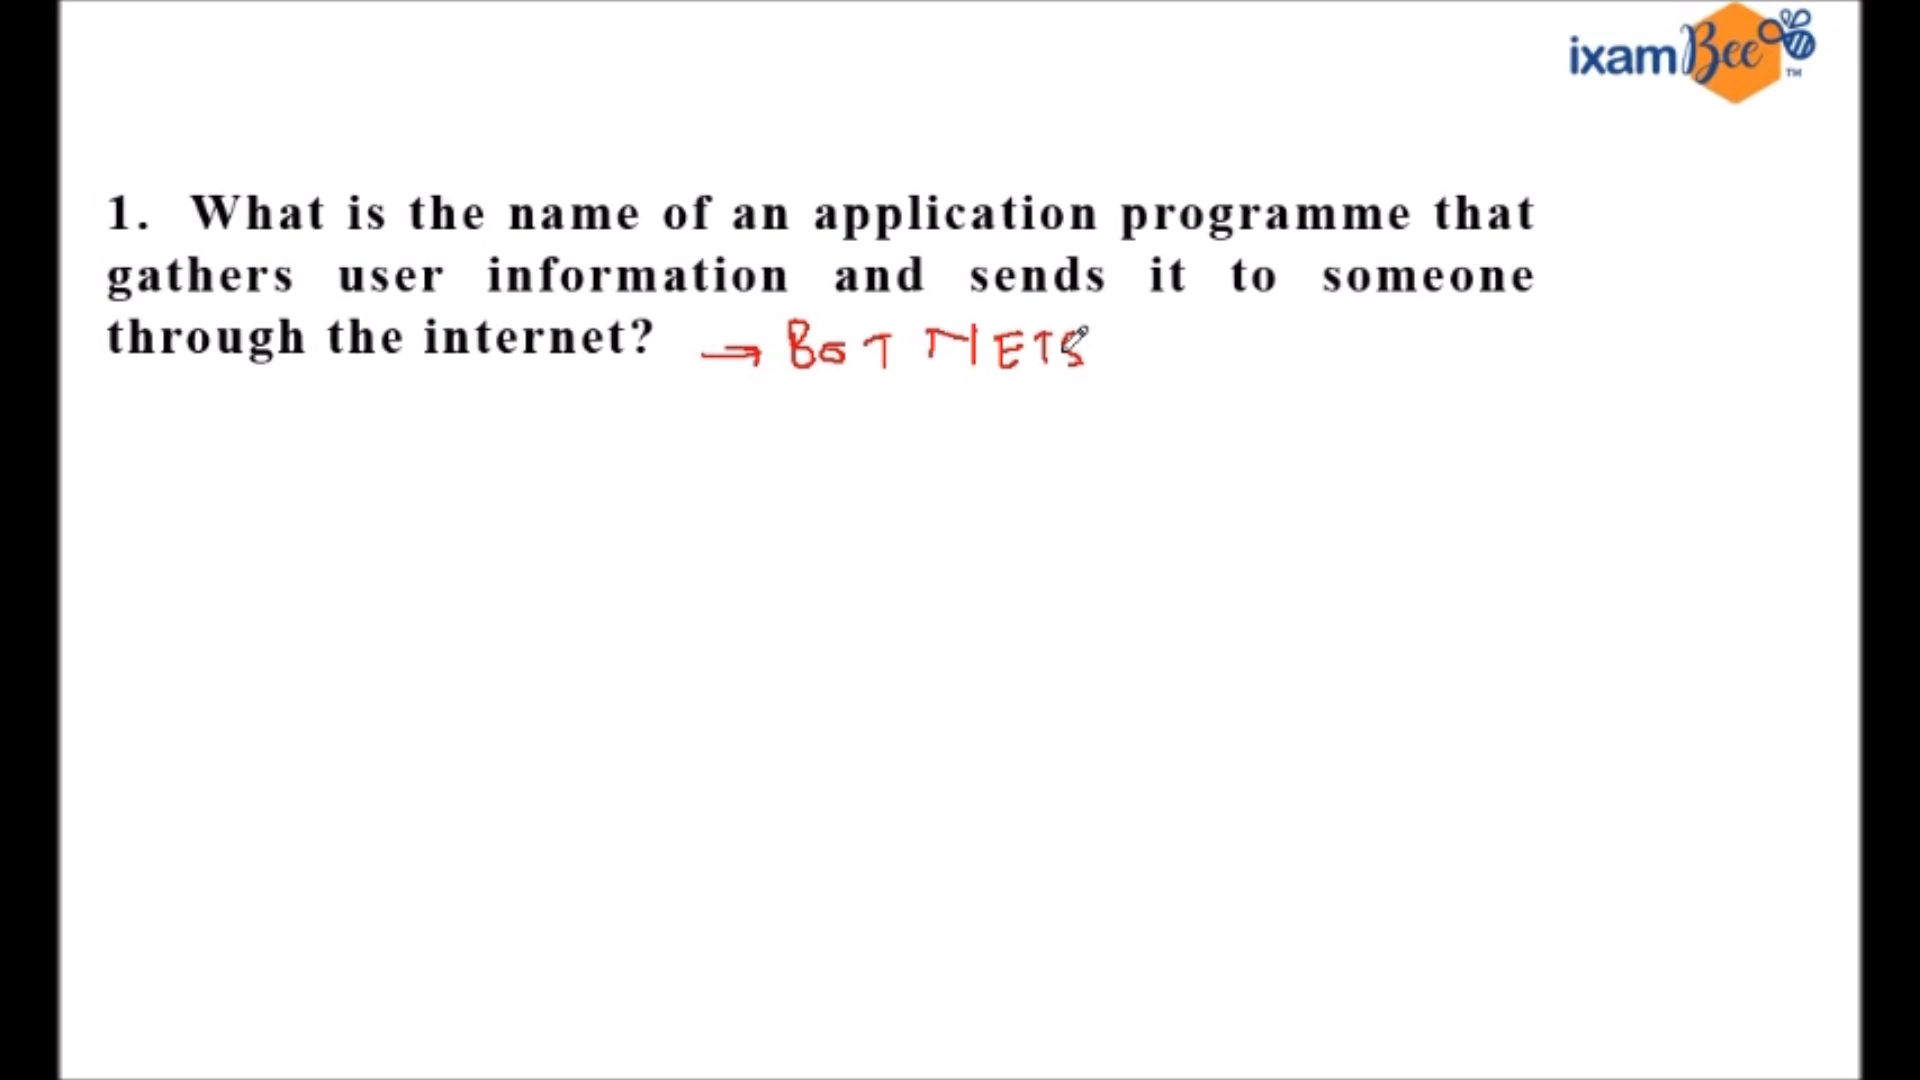 ixamBee TM
1. What is the name of an application programme that
gathers user information and sends it to someone
through the internet? → BOT NETS